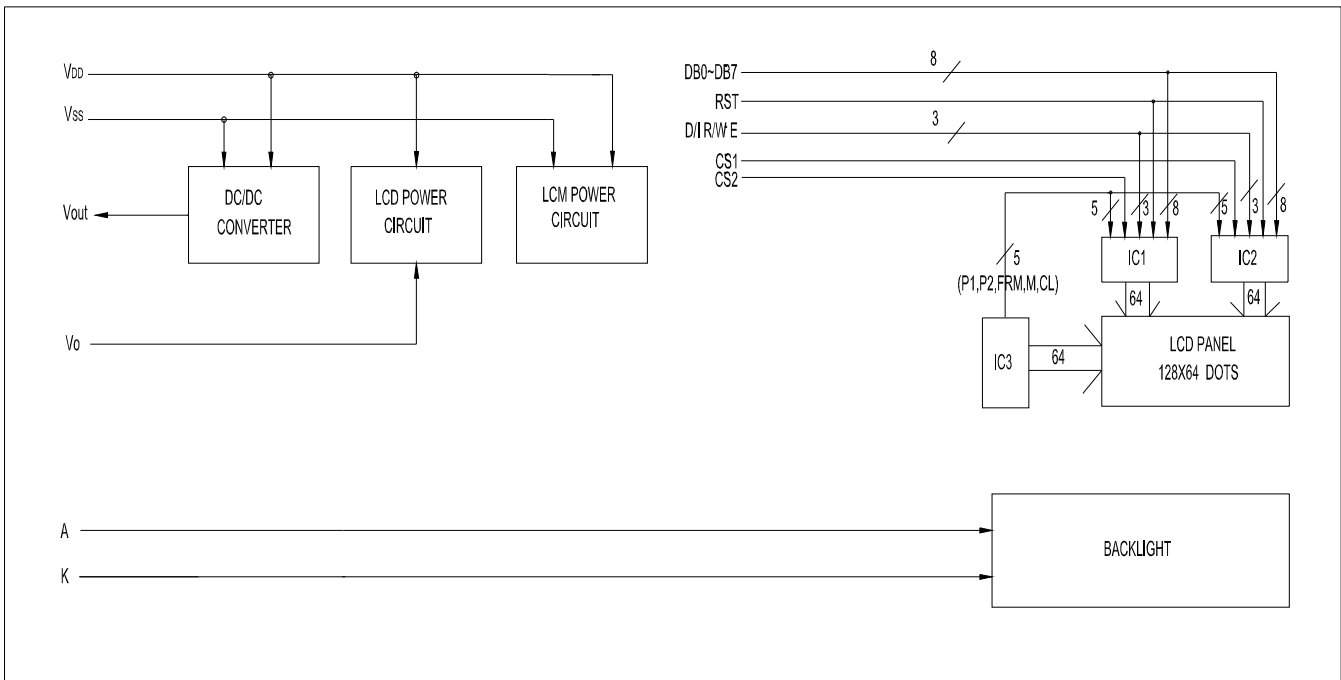 VDD
VSS
DC/DC
CONVERTER
LCD POWER
CIRCUIT
LCM POWER
CIRCUIT
Vout
Vo
DB0~DB7
8
RST
D/I R/W E
3
CS1
CS2
5
3
8
5
3
8
5
(P1,P2,FRM,M,CL)
IC1
IC2
64
64
IC3
64
LCD PANEL
128X64 DOTS
A
K
BACKLIGHT